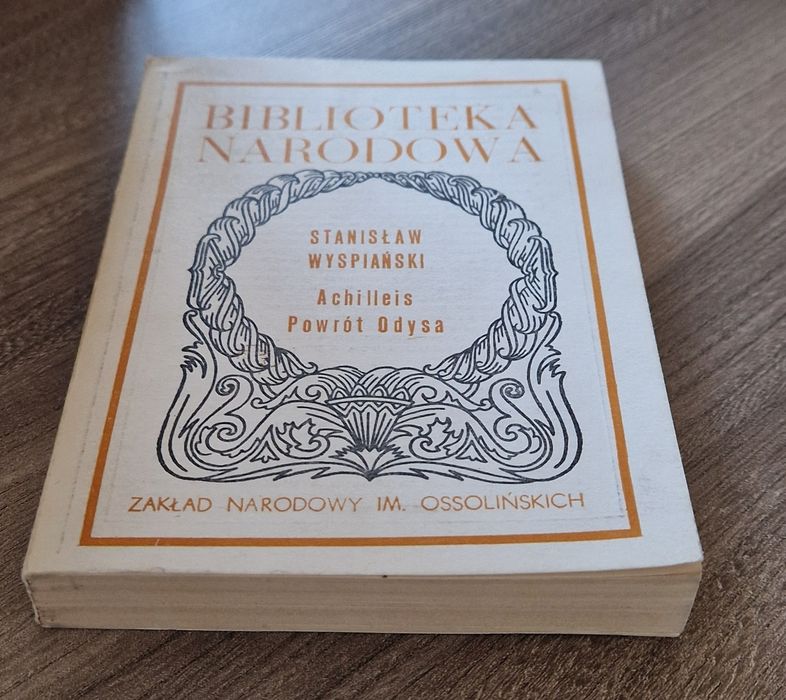 BIBLIOTEKA
NARODOWA
STANISŁAW
WYSPIAŃSKI
Achilleis
Powrót Odysa
ZAKŁAD NARODOWY IM. OSSOLIŃSKICH